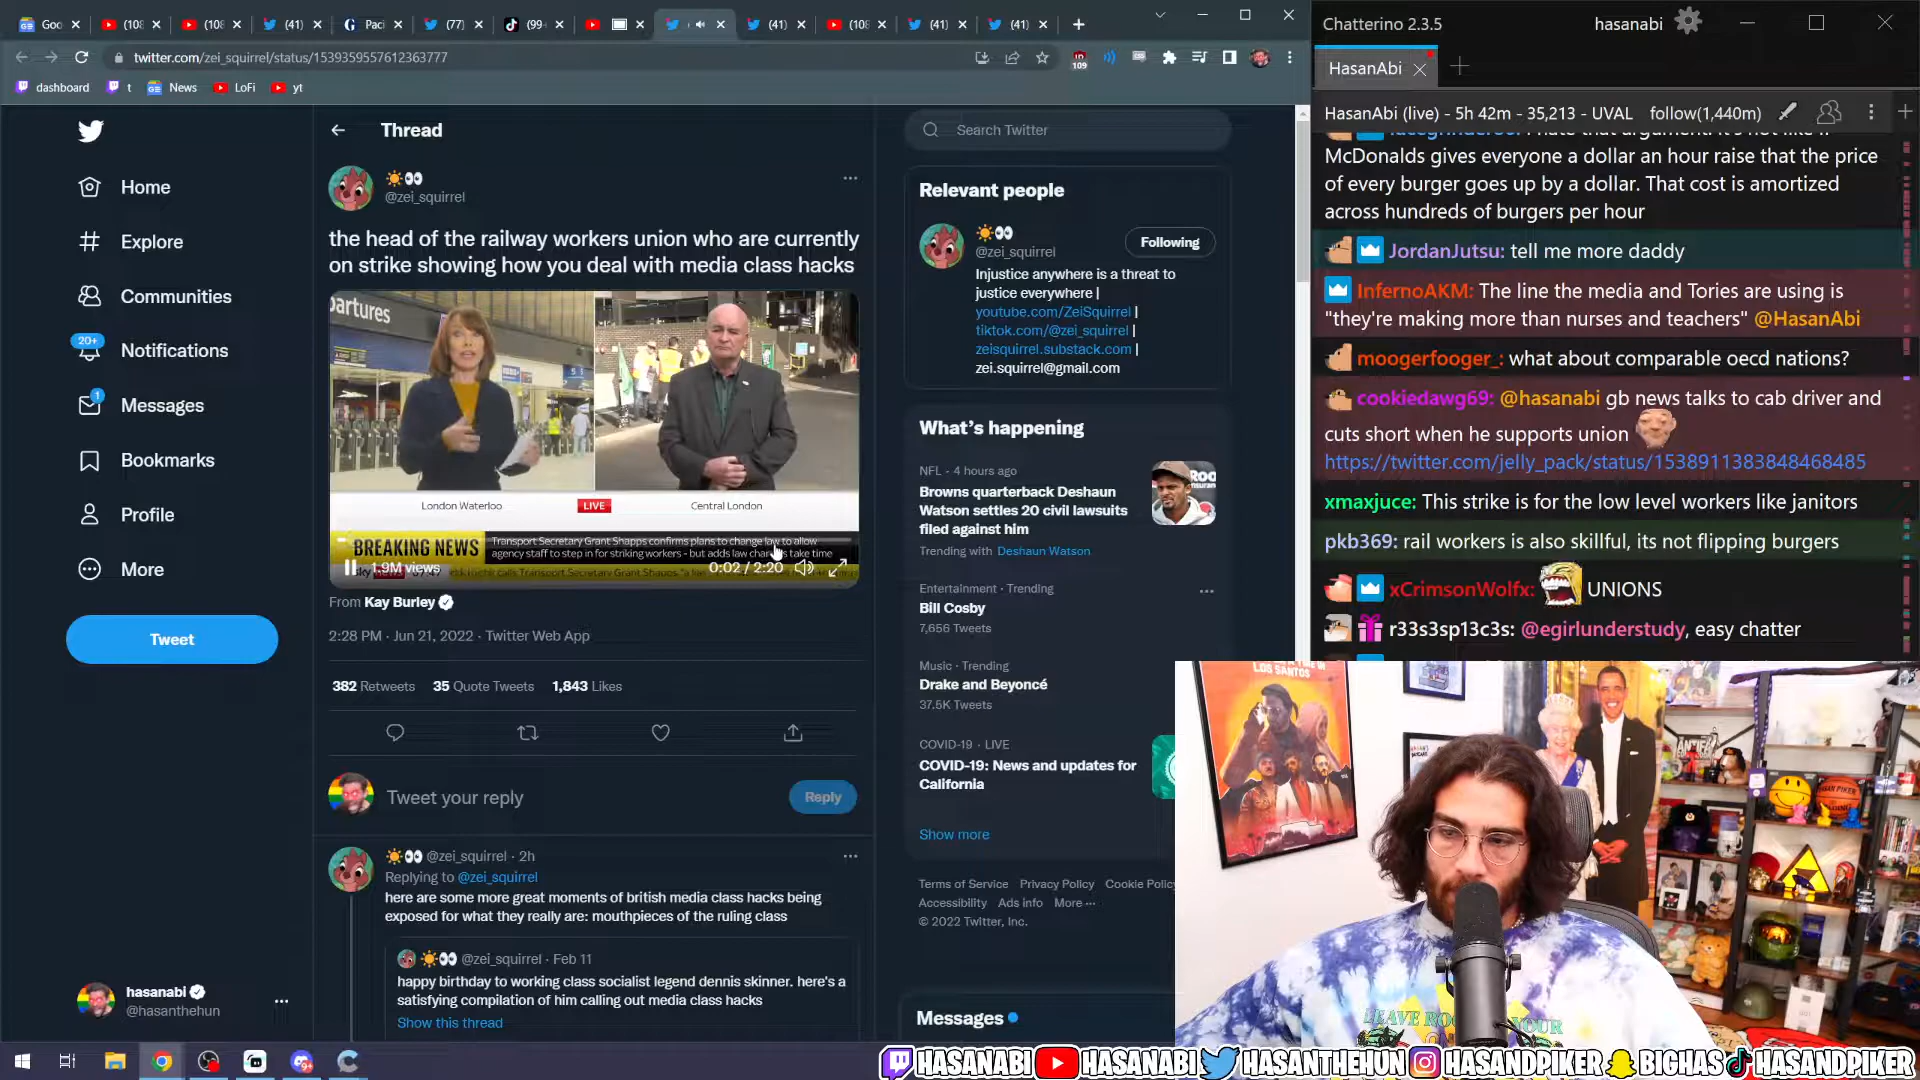 Goo
(108
(108
(41)
Paci
(77)
(99
(41)
(108
(41)
(41)
twitter.com/zei_squirrel/status/1539359557612363777
109
dashboard
t
News
LoFi
yt
Home
Explore
Communities
20+
Notifications
1
Messages
Bookmarks
Profile
More
Tweet
hasanabi
@hasanthehun
Thread
@zei_squirrel
the head of the railway workers union who are currently
on strike showing how you deal with media class hacks
partures
London Waterloo
LIVE
Central London
BREAKING NEWS
Transport Secretary Grant Shapps confirms plans to change law to allow
agency staff to step in for striking workers - but adds law changes take time
1.9M views
0:02 / 2:20
From Kay Burley
2:28 PM · Jun 21, 2022 · Twitter Web App
382 Retweets 35 Quote Tweets 1,843 Likes
Tweet your reply
Reply
@zei_squirrel · 2h
Replying to @zei_squirrel
here are some more great moments of british media class hacks being
exposed for what they really are: mouthpieces of the ruling class
@zei_squirrel · Feb 11
happy birthday to working class socialist legend dennis skinner. here's a
satisfying compilation of him calling out media class hacks
Show this thread
Search Twitter
Relevant people
@zei_squirrel
Following
Injustice anywhere is a threat to
justice everywhere |
youtube.com/ZeiSquirrel |
tiktok.com/@zei_squirrel |
zeisquirrel.substack.com |
zei.squirrel@gmail.com
What's happening
NFL · 4 hours ago
Browns quarterback Deshaun
Watson settles 20 civil lawsuits
filed against him
Trending with Deshaun Watson
Entertainment · Trending
Bill Cosby
7,656 Tweets
Music · Trending
Drake and Beyoncé
37.5K Tweets
COVID-19 · LIVE
COVID-19: News and updates for
California
Show more
Terms of Service Privacy Policy Cookie Policy
Accessibility Ads info More ···
© 2022 Twitter, Inc.
Messages
Chatterino 2.3.5
hasanabi
HasanAbi
HasanAbi (live) - 5h 42m - 35,213 - UVAL follow(1,440m)
McDonalds gives everyone a dollar an hour raise that the price
of every burger goes up by a dollar. That cost is amortized
across hundreds of burgers per hour
JordanJutsu: tell me more daddy
InfernoAKM: The line the media and Tories are using is
"they're making more than nurses and teachers" @HasanAbi
moogerfooger_: what about comparable oecd nations?
cookiedawg69: @hasanabi gb news talks to cab driver and
cuts short when he supports union
https://twitter.com/jelly_pack/status/1538911383848468485
xmaxjuce: This strike is for the low level workers like janitors
pkb369: rail workers is also skillful, its not flipping burgers
xCrimsonWolfx: UNIONS
r33s3sp13c3s: @egirlunderstudy, easy chatter
LOS SANTOS
HASANABI HASANABI HASANTHEHUN HASANDPIKER BIGHAS HASANDPIKER